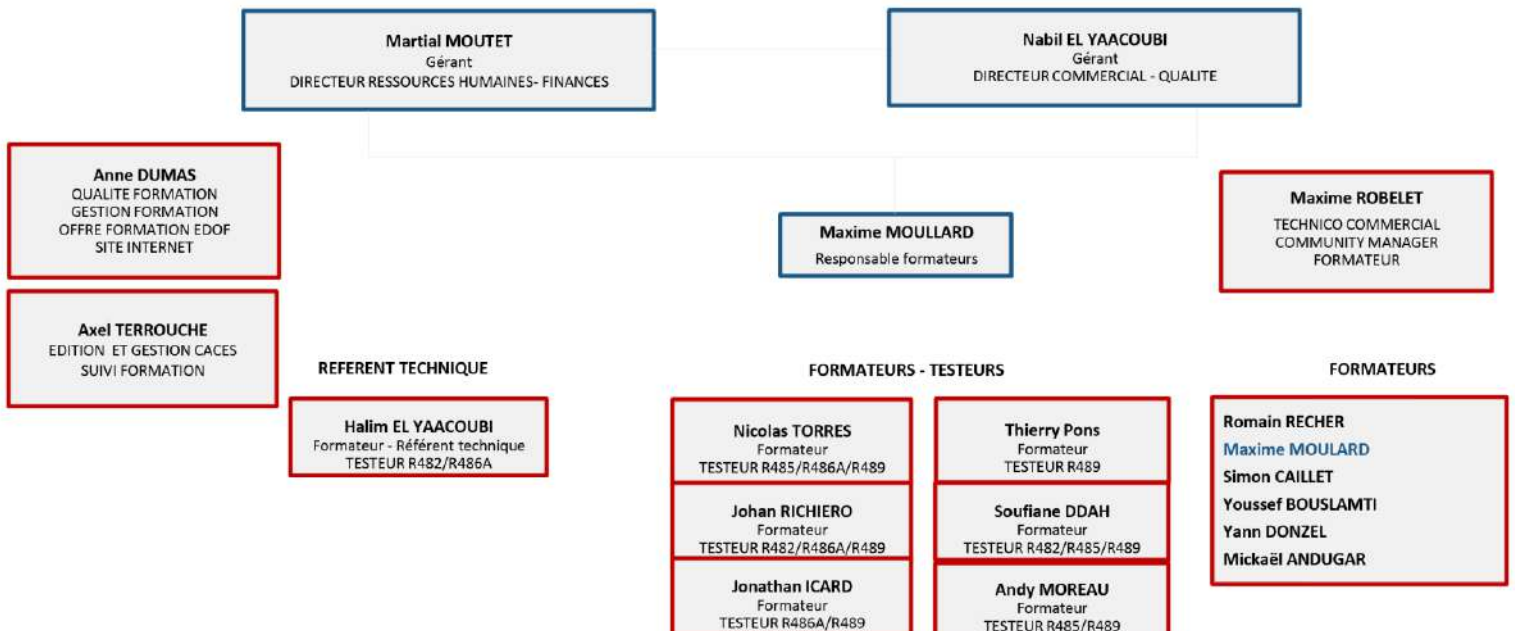 Martial MOUTET
Gérant
DIRECTEUR RESSOURCES HUMAINES- FINANCES
Nabil EL YAACOUBI
Gérant
DIRECTEUR COMMERCIAL - QUALITE
Anne DUMAS
QUALITE FORMATION
GESTION FORMATION
OFFRE FORMATION EDOF
SITE INTERNET
Maxime MOULLARD
Responsable formateurs
Maxime ROBELET
TECHNICO COMMERCIAL
COMMUNITY MANAGER
FORMATEUR
Axel TERROUCHE
EDITION ET GESTION CACES
SUIVI FORMATION
REFERENT TECHNIQUE
Halim EL YAACOUBI
Formateur - Référent technique
TESTEUR R482/R486A
FORMATEURS - TESTEURS
Nicolas TORRES
Formateur
TESTEUR R485/R486A/R489
Thierry Pons
Formateur
TESTEUR R489
Johan RICHIERO
Formateur
TESTEUR R482/R486A/R489
Soufiane DDAH
Formateur
TESTEUR R482/R485/R489
Jonathan ICARD
Formateur
TESTEUR R486A/R489
Andy MOREAU
Formateur
TESTEUR R485/R489
FORMATEURS
Romain RECHER
Maxime MOULARD
Simon CAILLET
Youssef BOUSLAMTI
Yann DONZEL
Mickaël ANDUGAR